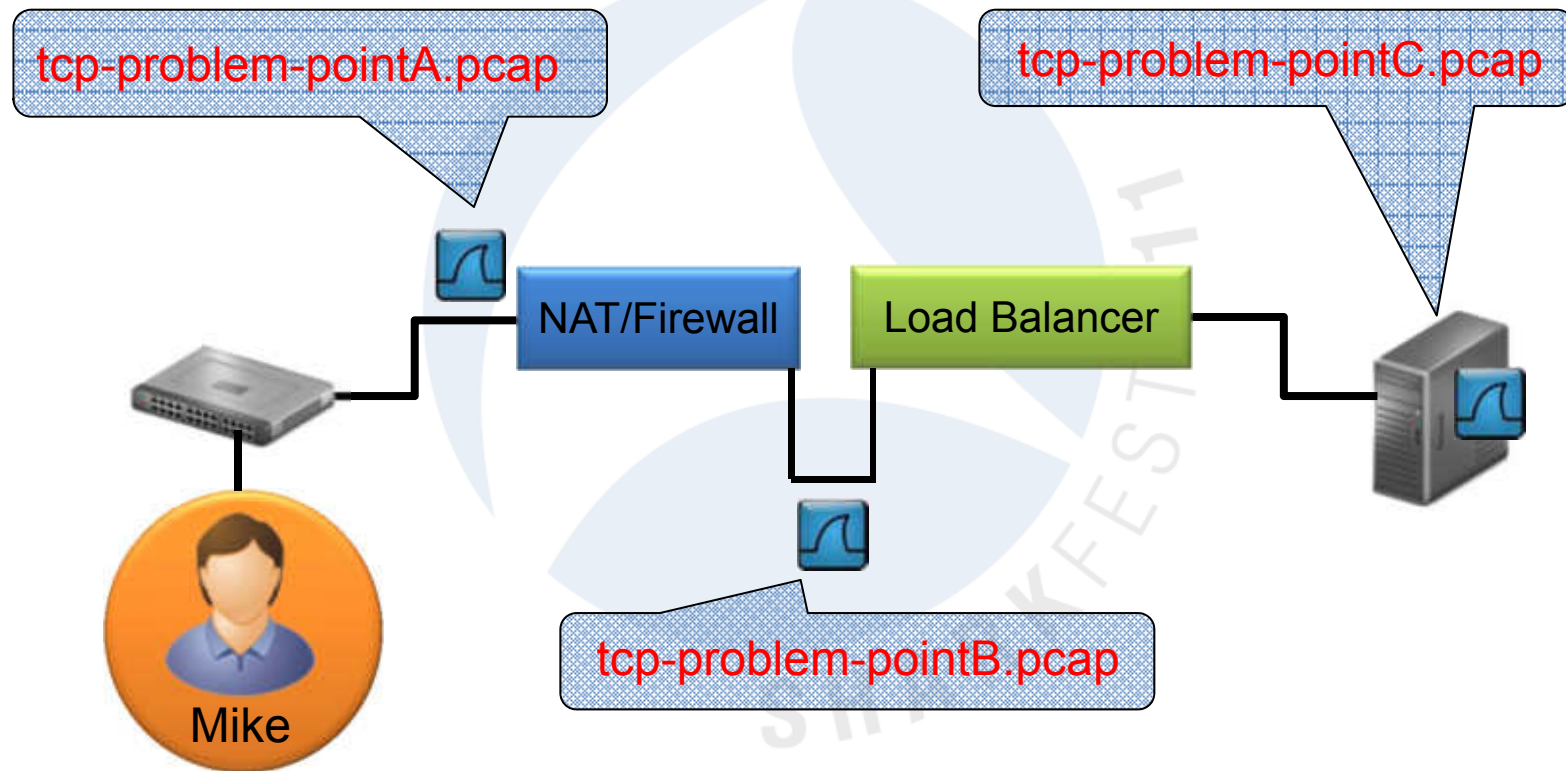 tcp-problem-pointA.pcap
tcp-problem-pointC.pcap
NAT/Firewall
Load Balancer
tcp-problem-pointB.pcap
Mike